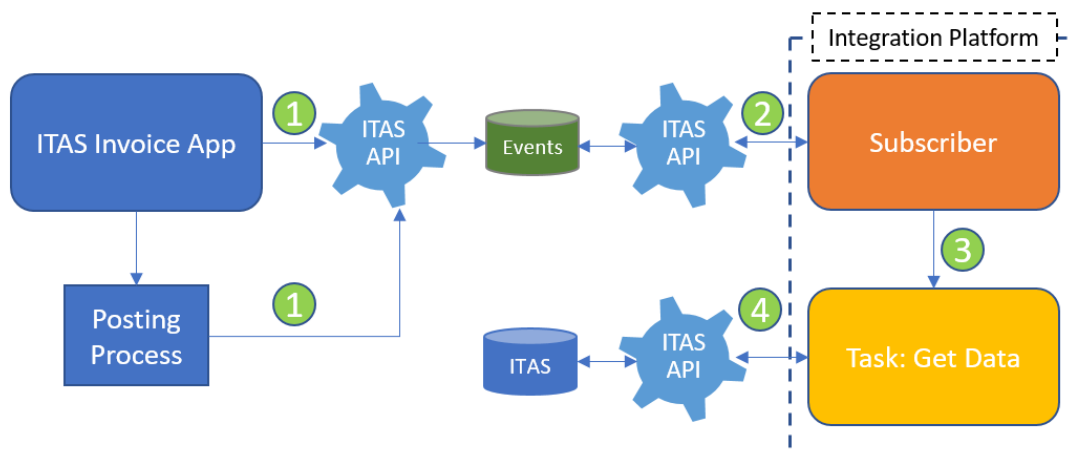 Integration Platform
ITAS Invoice App
1
ITAS
API
Events
ITAS
API
2
Subscriber
3
Posting
Process
1
ITAS
ITAS
API
4
Task: Get Data